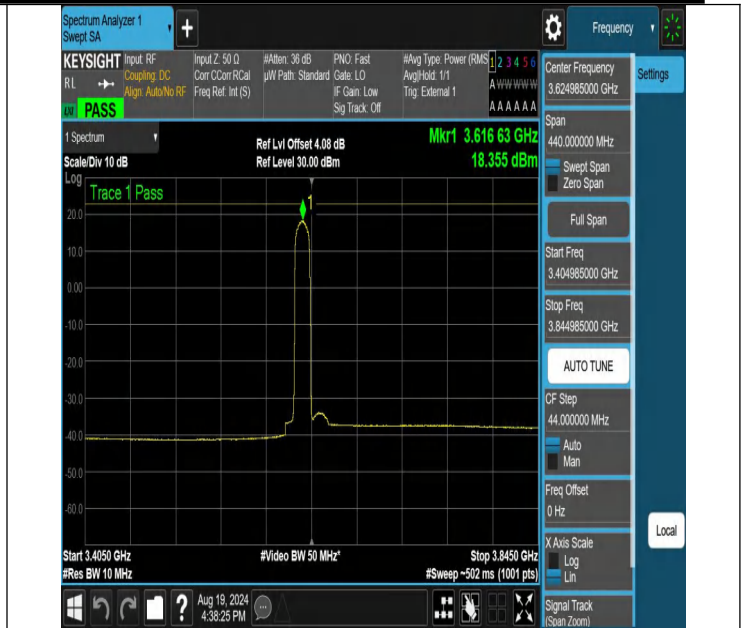 Spectrum Analyzer 1
Swept SA
Frequency
KEYSIGHT
Input: RF
Coupling: DC
Align: Auto/No RF
Input Z: 50 Ω
Corr CCorr RCal
Freq Ref: Int (S)
#Atten: 36 dB
µW Path: Standard
PNO: Fast
Gate: LO
IF Gain: Low
Sig Track: Off
#Avg Type: Power (RMS
Avg|Hold: 1/1
Trig: External 1
1 2 3 4 5 6
A W W W W W
A A A A A A
R L
PASS
Center Frequency
3.624985000 GHz
Settings
Span
440.000000 MHz
Swept Span
Zero Span
Full Span
Start Freq
3.404985000 GHz
Stop Freq
3.844985000 GHz
AUTO TUNE
CF Step
44.000000 MHz
Auto
Man
Freq Offset
0 Hz
X Axis Scale
Log
Lin
Local
Signal Track
(Span Zoom)
1 Spectrum
Scale/Div 10 dB
Ref Lvl Offset 4.08 dB
Ref Level 30.00 dBm
Mkr1 3.616 63 GHz
18.355 dBm
Log
Trace 1 Pass
1
20.0
10.0
0.00
-10.0
-20.0
-30.0
-40.0
-50.0
-60.0
Start 3.4050 GHz
#Video BW 50 MHz*
Stop 3.8450 GHz
#Res BW 10 MHz
#Sweep ~502 ms (1001 pts)
Aug 19, 2024
4:38:25 PM